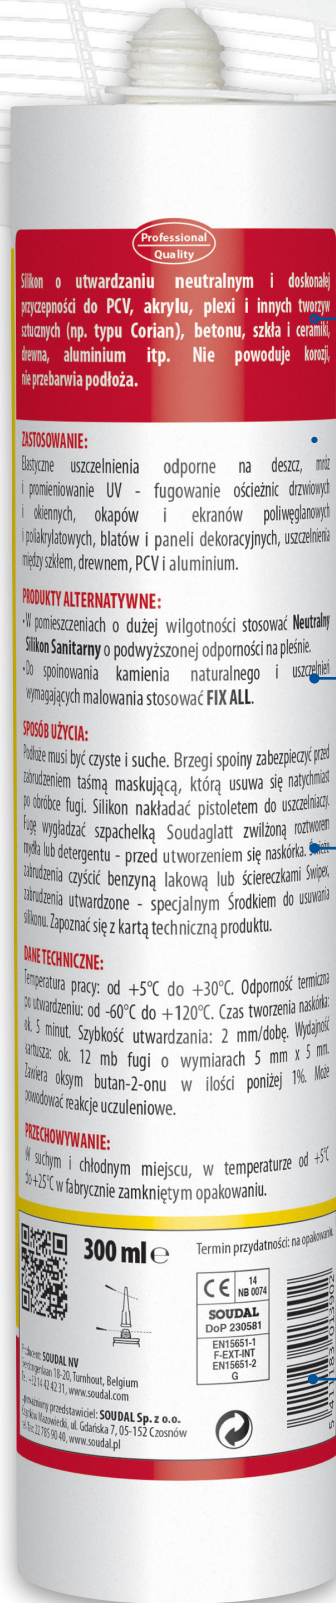 Professional
Quality
Silikon o utwardzaniu neutralnym i doskonałej
przyczepności do PCV, akrylu, plexi i innych tworzyw
sztucznych (np. typu Corian), betonu, szkła i ceramiki,
drewna, aluminium itp. Nie powoduje korozji,
nie przebarwia podłoża.
ZASTOSOWANIE:
Elastyczne uszczelnienia odporne na deszcz, mróz
i promieniowanie UV - fugowanie ościeżnic drzwiowych
i okiennych, okapów i ekranów poliwęglanowych
i poliakrylatowych, blatów i paneli dekoracyjnych, uszczelnienia
między szkłem, drewnem, PCV i aluminium.
PRODUKTY ALTERNATYWNE:
•W pomieszczeniach o dużej wilgotności stosować Neutralny
Silikon Sanitarny o podwyższonej odporności na pleśnie.
•Do spoinowania kamienia naturalnego i uszczelnień
wymagających malowania stosować FIX ALL.
SPOSÓB UŻYCIA:
Podłoże musi być czyste i suche. Brzegi spoiny zabezpieczyć przed
zabrudzeniem taśmą maskującą, którą usuwa się natychmiast
po obróbce fugi. Silikon nakładać pistoletem do uszczelniaczy.
Fugę wygładzać szpachelką Soudaglatt zwilżoną roztworem
mydła lub detergentu - przed utworzeniem się naskórka. Świeże
zabrudzenia czyścić benzyną lakową lub ściereczkami Swipex,
zabrudzenia utwardzone - specjalnym Środkiem do usuwania
silikonu. Zapoznać się z kartą techniczną produktu.
DANE TECHNICZNE:
Temperatura pracy: od +5°C do +30°C. Odporność termiczna
po utwardzeniu: od -60°C do +120°C. Czas tworzenia naskórka:
ok. 5 minut. Szybkość utwardzania: 2 mm/dobę. Wydajność
kartusza: ok. 12 mb fugi o wymiarach 5 mm x 5 mm.
Zawiera oksym butan-2-onu w ilości poniżej 1%. Może
powodować reakcje uczuleniowe.
PRZECHOWYWANIE:
W suchym i chłodnym miejscu, w temperaturze od +5°C
do +25°C w fabrycznie zamkniętym opakowaniu.
300 ml e
Termin przydatności: na opakowaniu
CE 14
NB 0074
SOUDAL
DoP 230581
EN15651-1
F-EXT-INT
EN15651-2
G
Producent: SOUDAL NV
18-20, Turnhout, Belgium
14 42 42 31, www.soudal.com
przedstawiciel: SOUDAL Sp. z o.o.
Mazowiecki, ul. Gdańska 7, 05-152 Czosnów
22 785 90 40, www.soudal.pl